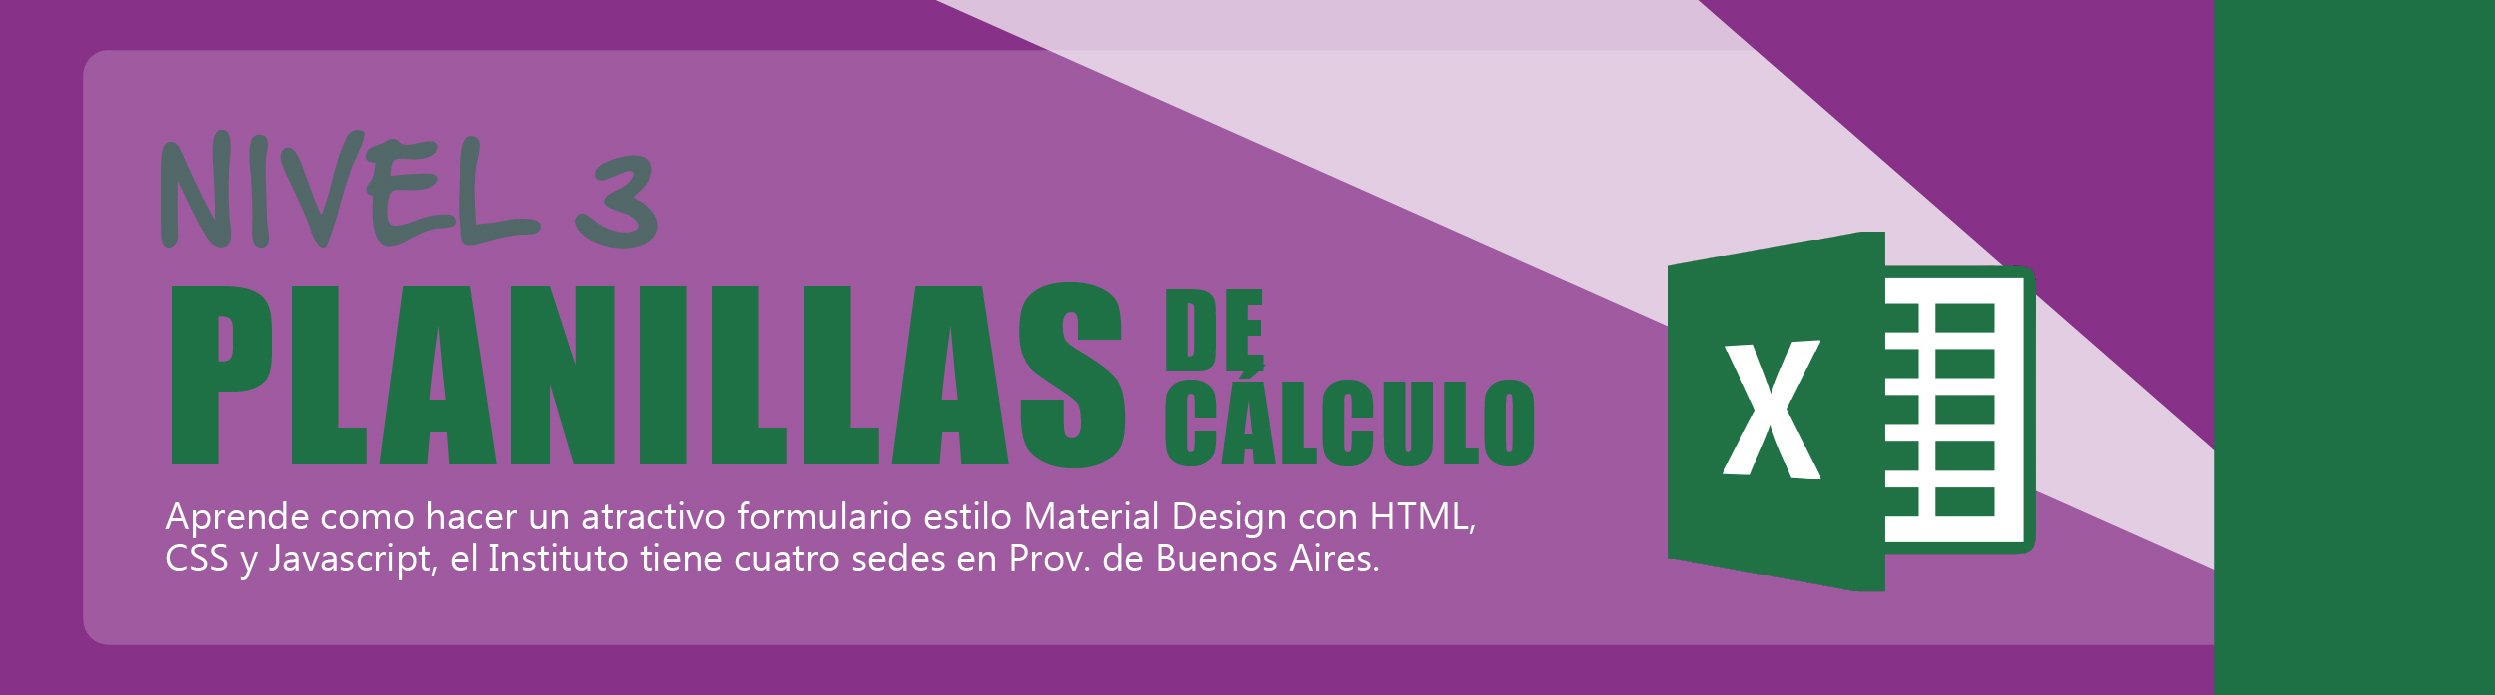 NIVEL 3
PLANILLAS DE
CÁLCULO
Aprende como hacer un atractivo formulario estilo Material Design con HTML,
CSS y Javascript, el Instituto tiene cuatro sedes en Prov. de Buenos Aires.
X